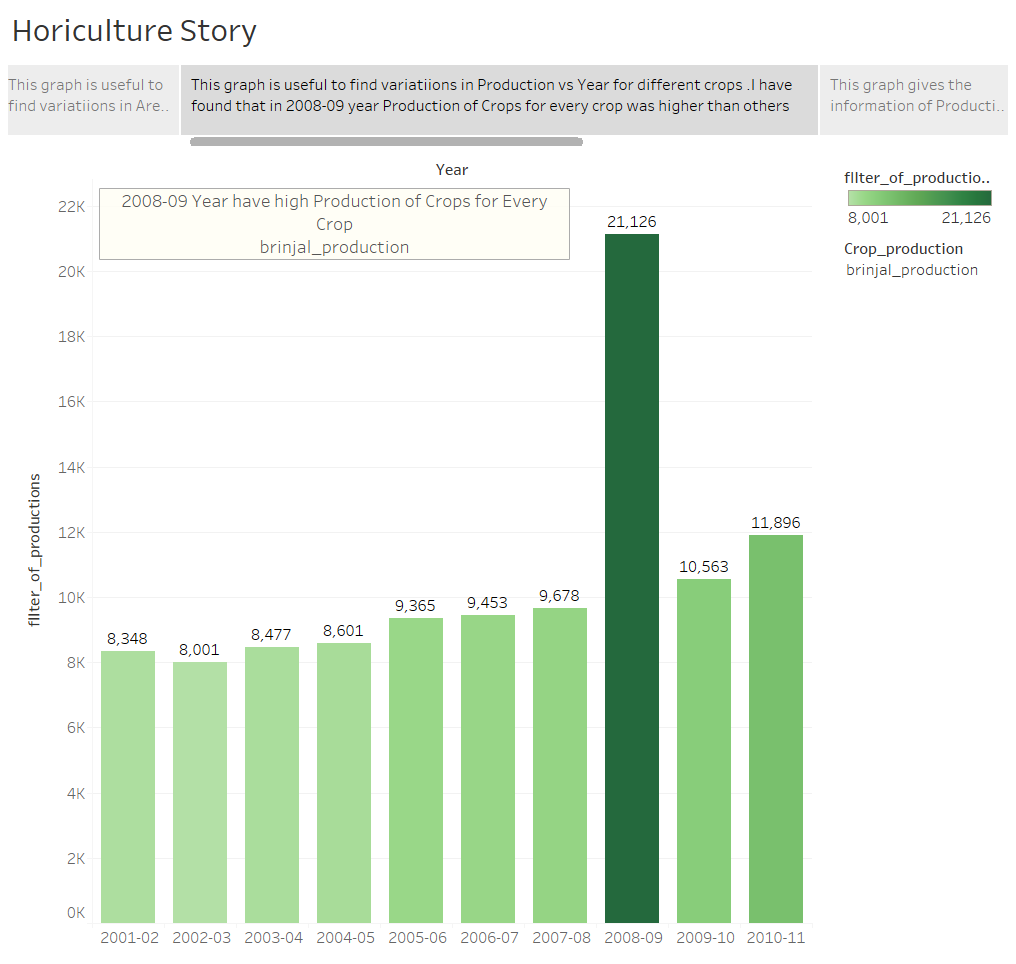 Horiculture Story
This graph is useful to
find variatiions in Are..
This graph is useful to find variatiions in Production vs Year for different crops .I have
found that in 2008-09 year Production of Crops for every crop was higher than others
This graph gives the
information of Producti..
Year
2008-09 Year have high Production of Crops for Every
Crop
brinjal_production
fIlter_of_productio..
8,001 21,126
Crop_production
brinjal_production
fIlter_of_productions
22K
20K
18K
16K
14K
12K
10K
8K
6K
4K
2K
0K
8,348
8,001
8,477
8,601
9,365
9,453
9,678
21,126
10,563
11,896
2001-02 2002-03 2003-04 2004-05 2005-06 2006-07 2007-08 2008-09 2009-10 2010-11